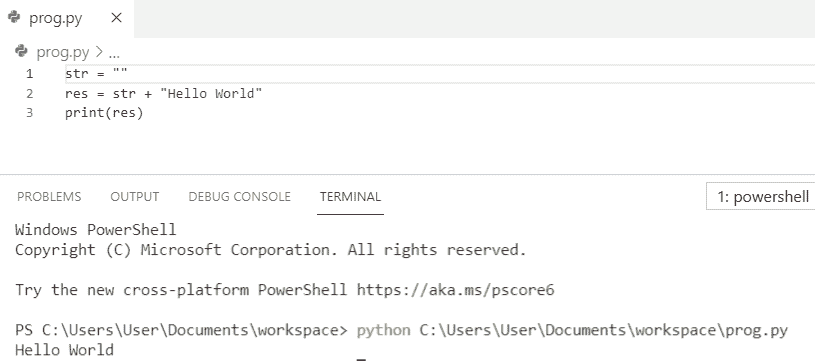 prog.py ×
prog.py > ...
1 str = ""
2 res = str + "Hello World"
3 print(res)
PROBLEMS OUTPUT DEBUG CONSOLE TERMINAL 1: powershell
Windows PowerShell
Copyright (C) Microsoft Corporation. All rights reserved.
Try the new cross-platform PowerShell https://aka.ms/pscore6
PS C:\Users\User\Documents\workspace> python C:\Users\User\Documents\workspace\prog.py
Hello World